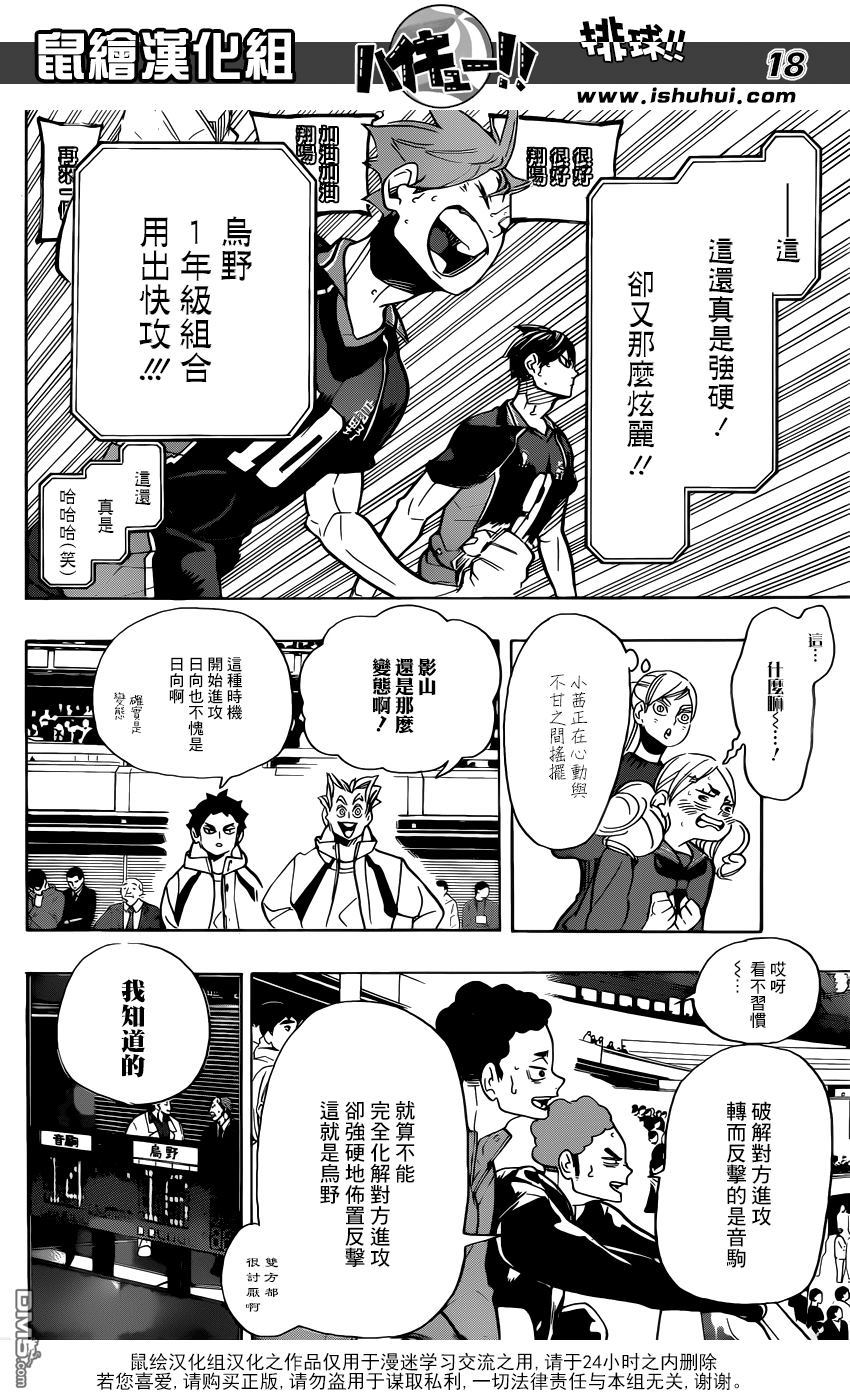 鼠繪漢化組
ハイキュー!!
排球!!
18
www.ishuhui.com
很好
翔陽
加油加油
翔陽
再來一個
——這
這還真是強硬！
卻又那麼炫麗!!
烏野
1年級組合
用出快攻!!!
這還
真是
哈哈哈(笑)
10
這…
什麼嘛～…！
小茜正在心動與
不甘之間搖擺
影山
還是那麼
變態啊！
這種時機
開始進攻
日向也不愧是
日向啊
確實是
變態
哎呀
看不習慣
～…
破解對方進攻
轉而反擊的是音駒
就算不能
完全化解對方進攻
卻強硬地佈置反擊
這就是烏野
雙方都
很討厭啊
我知道的
音駒
烏野
DM5.com
鼠绘汉化组汉化之作品仅用于漫迷学习交流之用, 请于24小时之内删除
若您喜爱, 请购买正版, 请勿盗用于谋取私利, 一切法律责任与本组无关, 谢谢。